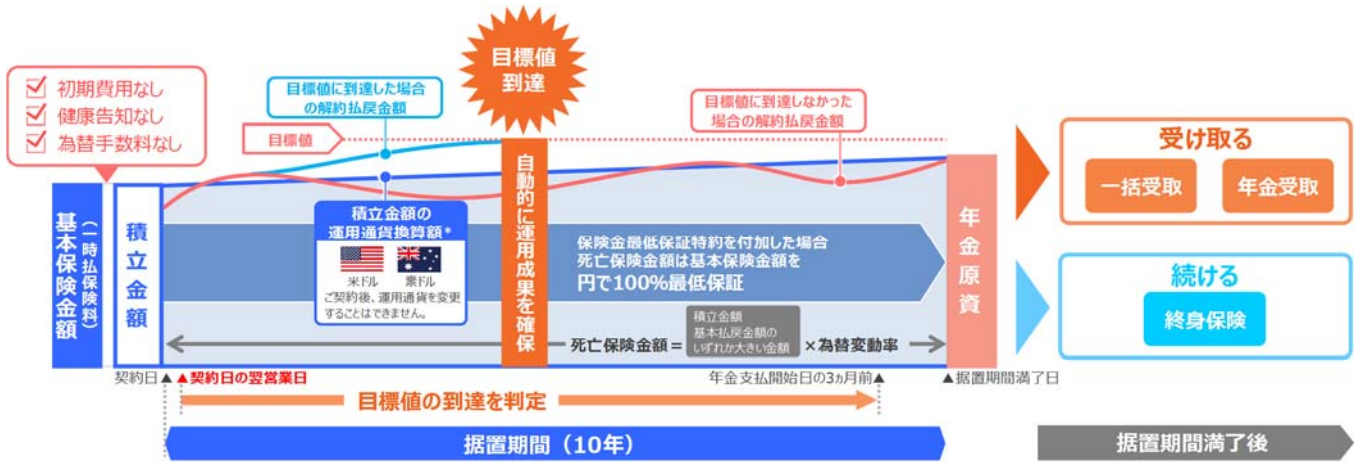 初期費用なし
健康告知なし
為替手数料なし
基本保険金額
（一時払保険料）
積立金額
目標値
目標値に到達した場合
の解約払戻金額
目標値
到達
自動的に運用成果を確保
目標値に到達しなかった
場合の解約払戻金額
積立金額の
運用通貨換算額*
米ドル 豪ドル
ご契約後、運用通貨を変更
することはできません。
保険金最低保証特約を付加した場合
死亡保険金額は基本保険金額を
円で100%最低保証
死亡保険金額＝
積立金額
基本払戻金額の
いずれか大きい金額
×為替変動率
年金原資
受け取る
一括受取 年金受取
続ける
終身保険
契約日▲
▲契約日の翌営業日
年金支払開始日の3ヵ月前▲
▲据置期間満了日
目標値の到達を判定
据置期間（10年）
据置期間満了後